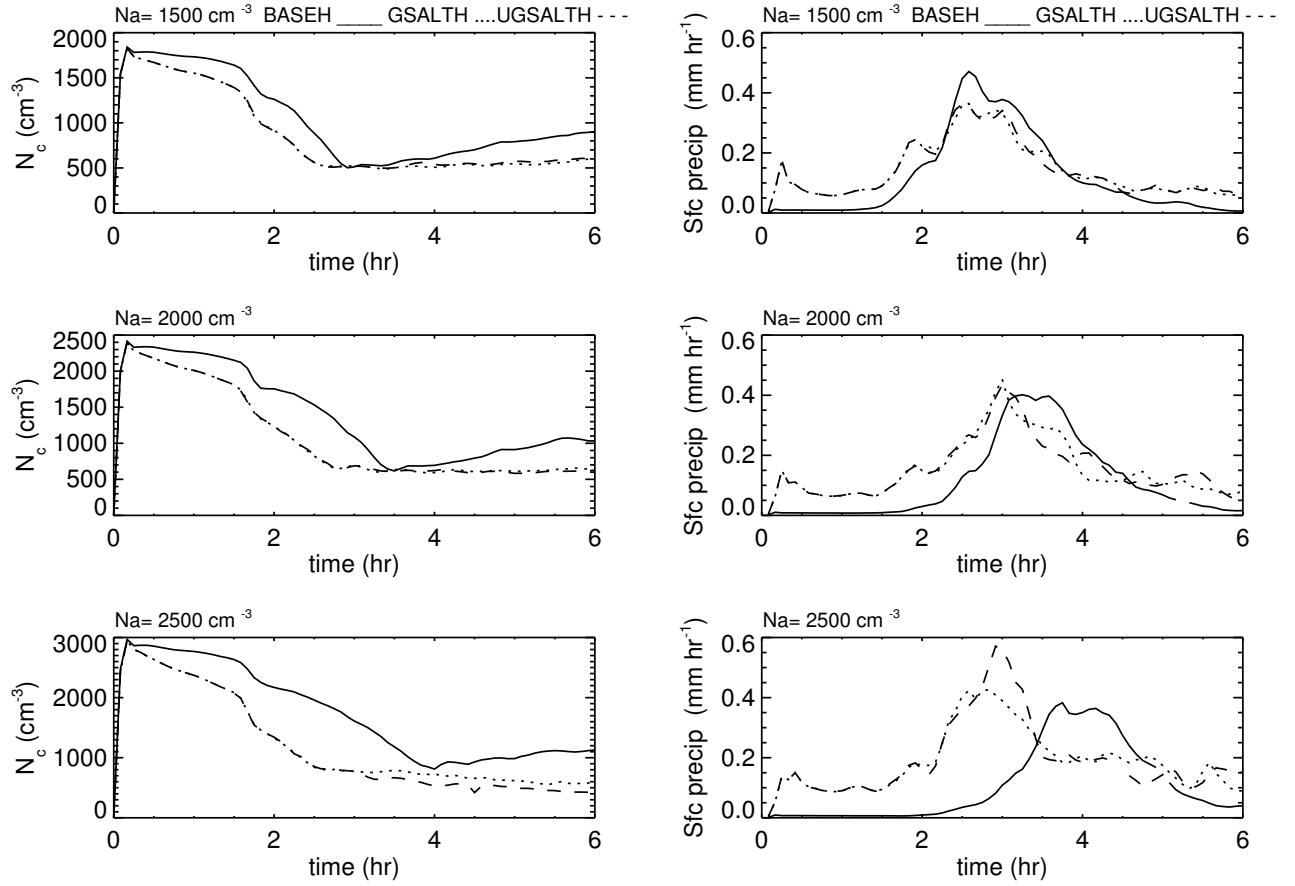 Na= 1500 cm -3 BASEH ____ GSALTH ....UGSALTH - - -
2000
1500
1000
500
0
N c (cm-3)
0 2 4 6
time (hr)
Na= 1500 cm -3 BASEH ____ GSALTH ....UGSALTH - - -
0.6
0.4
0.2
0.0
Sfc precip (mm hr-1)
0 2 4 6
time (hr)
Na= 2000 cm -3
2500
2000
1500
1000
500
0
N c (cm-3)
0 2 4 6
time (hr)
Na= 2000 cm -3
0.6
0.4
0.2
0.0
Sfc precip (mm hr-1)
0 2 4 6
time (hr)
Na= 2500 cm -3
3000
2000
1000
0
N c (cm-3)
0 2 4 6
time (hr)
Na= 2500 cm -3
0.6
0.4
0.2
0.0
Sfc precip (mm hr-1)
0 2 4 6
time (hr)